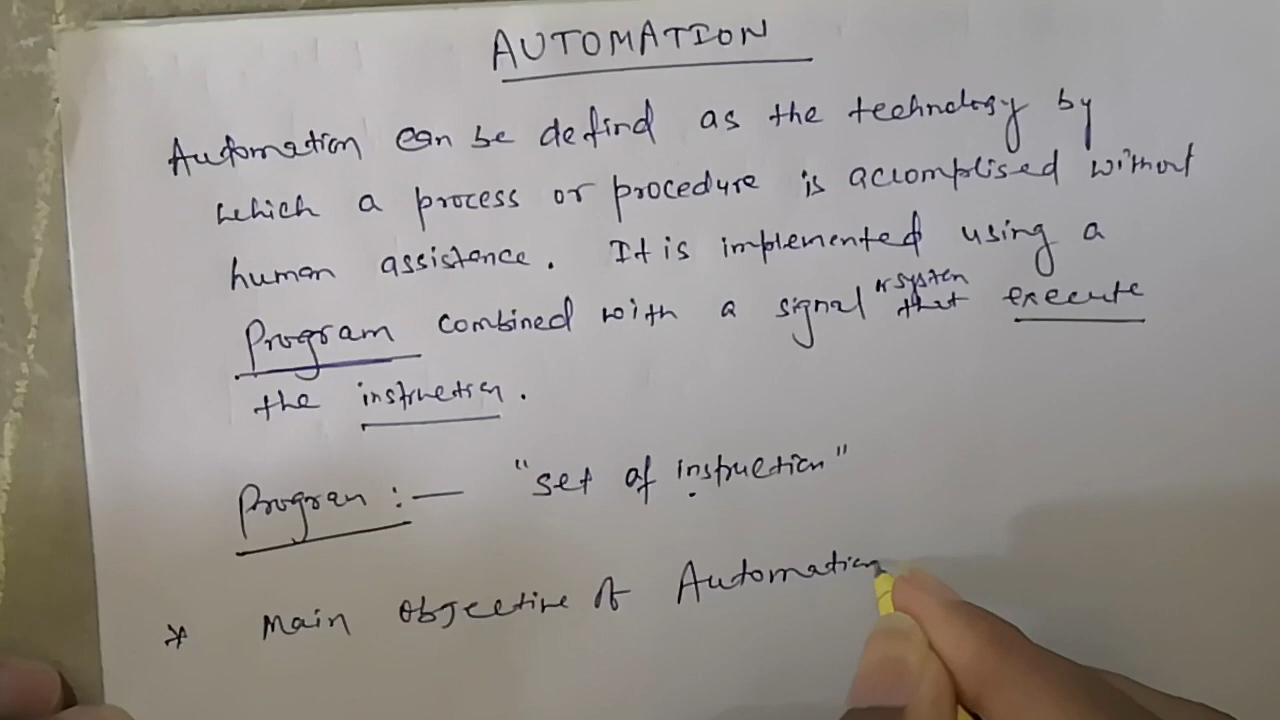 AUTOMATION
Automation can be defind as the technology by
which a process or procedure is accomplised without
human assistance. It is implemented using a
Program combined with a signal "system that execute
the instruction.
Program :— "set of instruction"
* Main Objective of Automation